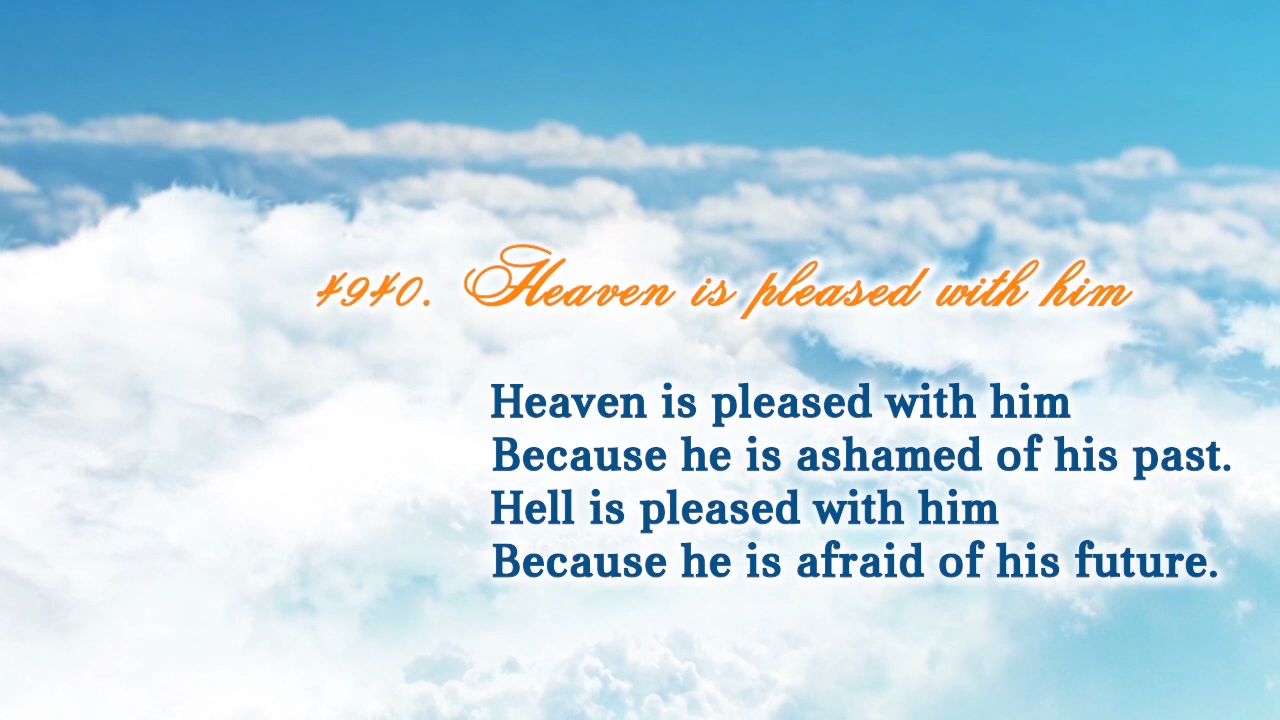 4940. Heaven is pleased with him
Heaven is pleased with him
Because he is ashamed of his past.
Hell is pleased with him
Because he is afraid of his future.